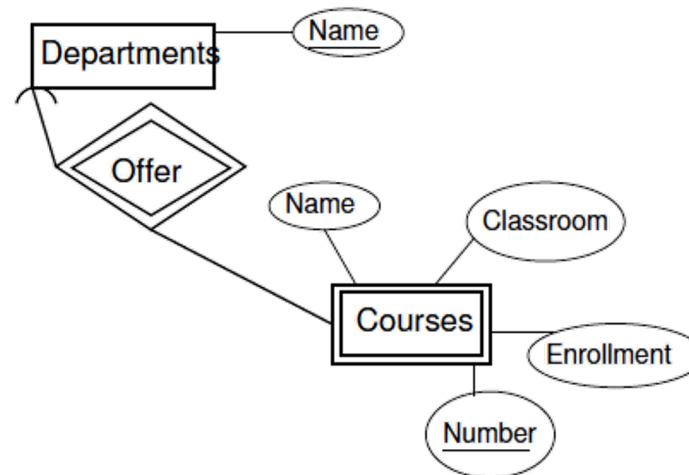 Name
Departments
Offer
Name
Classroom
Courses
Enrollment
Number